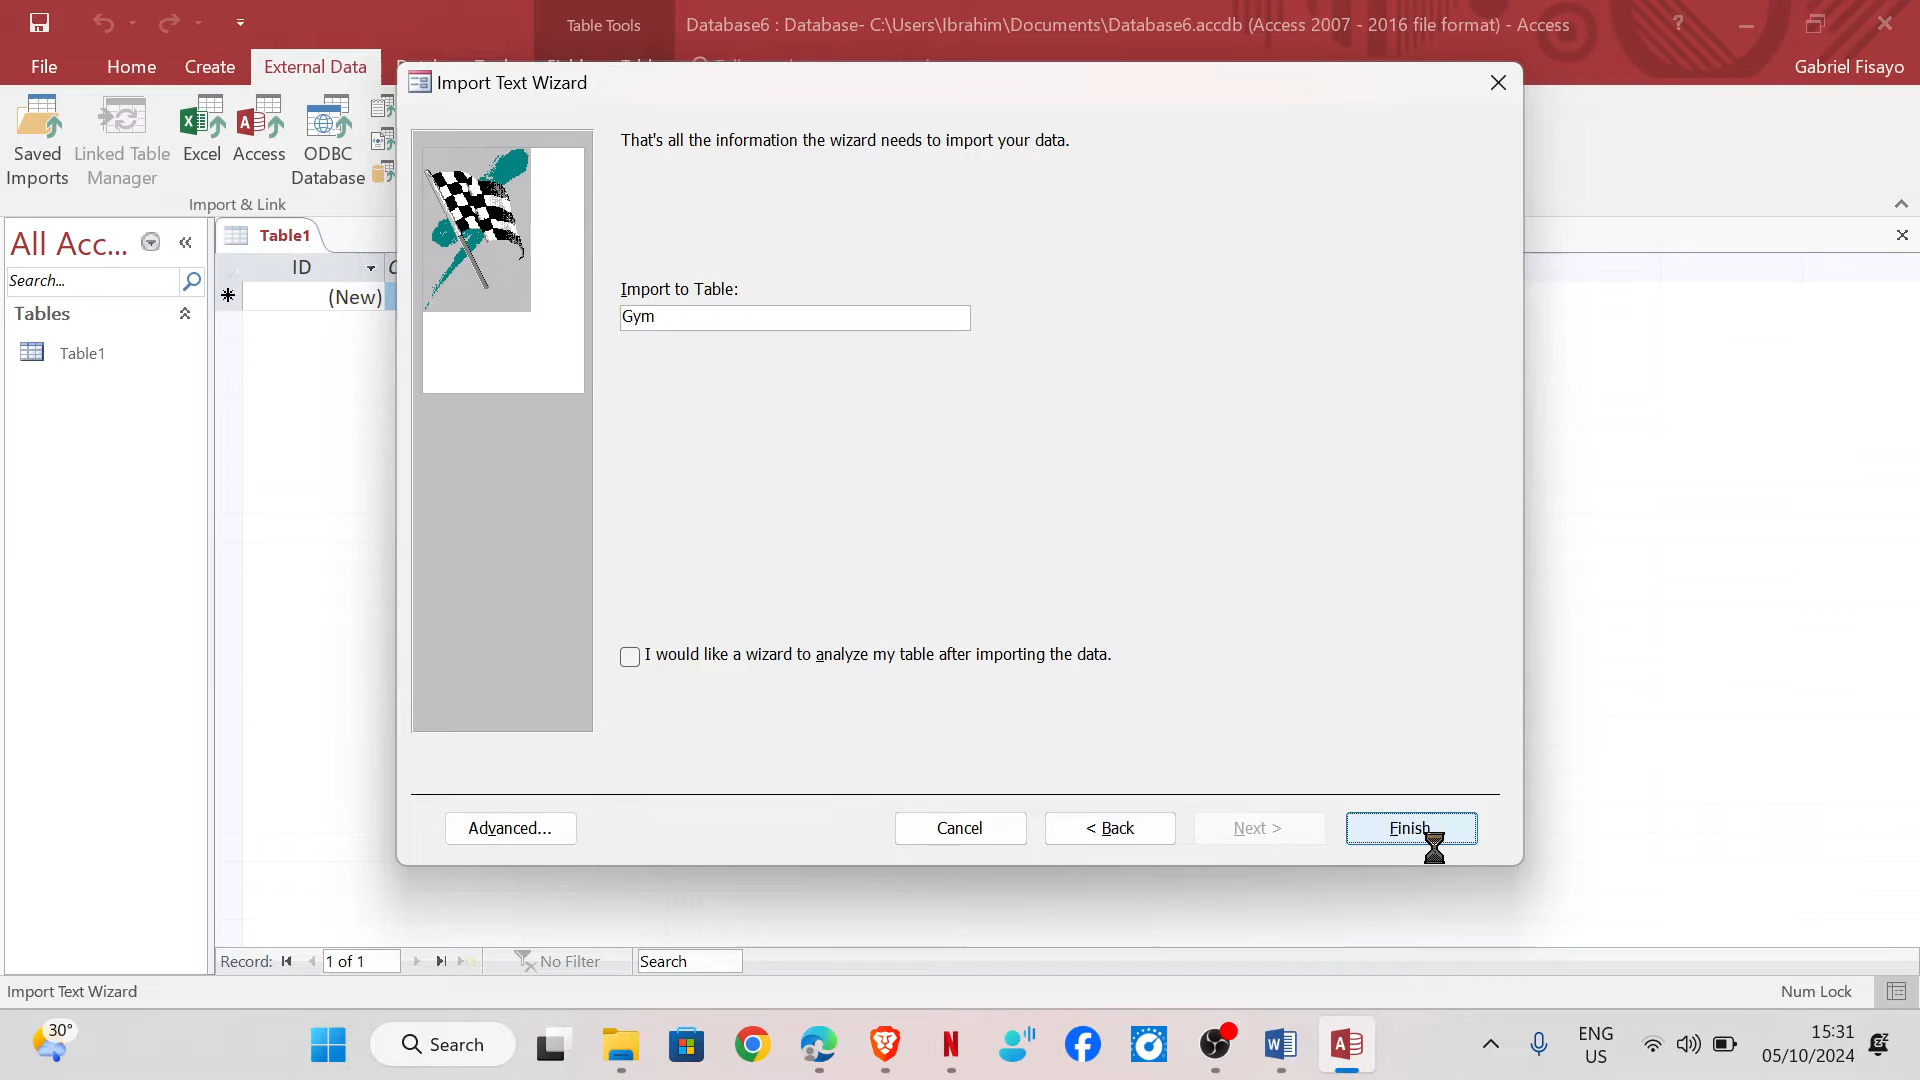 Table Tools
Database6 : Database- C:\Users\Ibrahim\Documents\Database6.accdb (Access 2007 - 2016 file format) - Access
?
File
Home
Create
External Data
Gabriel Fisayo
Import Text Wizard
Saved
Imports
Linked Table
Manager
Excel
Access
ODBC
Database
Import & Link
That's all the information the wizard needs to import your data.
All Acc...
Search...
Tables
Table1
Table1
ID
(New)
Import to Table:
Gym
I would like a wizard to analyze my table after importing the data.
Advanced...
Cancel
< Back
Next >
Finish
Record:
1 of 1
No Filter
Search
Import Text Wizard
Num Lock
30°
Search
ENG
US
15:31
05/10/2024